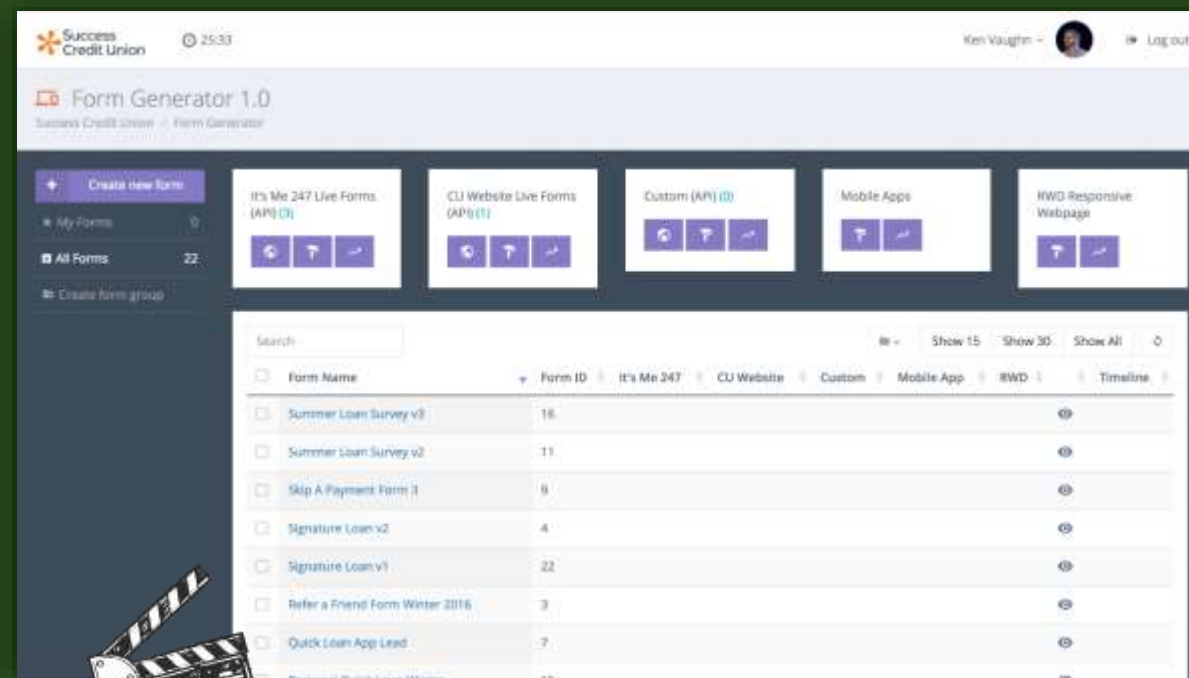 Success
Credit Union
25:33
Ken Vaughn
Log out
Form Generator 1.0
Success Credit Union / Form Generator
+ Create new form
My Forms 0
All Forms 22
Create form group
It's Me 247 Live Forms
(API) (3)
CU Website Live Forms
(API) (1)
Custom (API) (0)
Mobile Apps
RWD Responsive
Webpage
Search
Show 15 Show 30 Show All
Form Name Form ID It's Me 247 CU Website Custom Mobile App RWD Timeline
Summer Loan Survey v3 16
Summer Loan Survey v2 11
Skip A Payment Form 3 9
Signature Loan v2 4
Signature Loan v1 22
Refer a Friend Form Winter 2016 3
Quick Loan App Lead 7